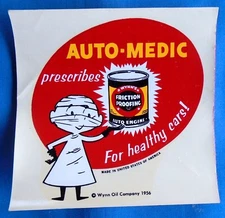 AUTO-MEDIC
prescribes
WYNN'S
FRICTION
PROOFING
AUTO ENGINE
For healthy cars!
MADE IN UNITED STATES OF AMERICA
© Wynn Oil Company 1956